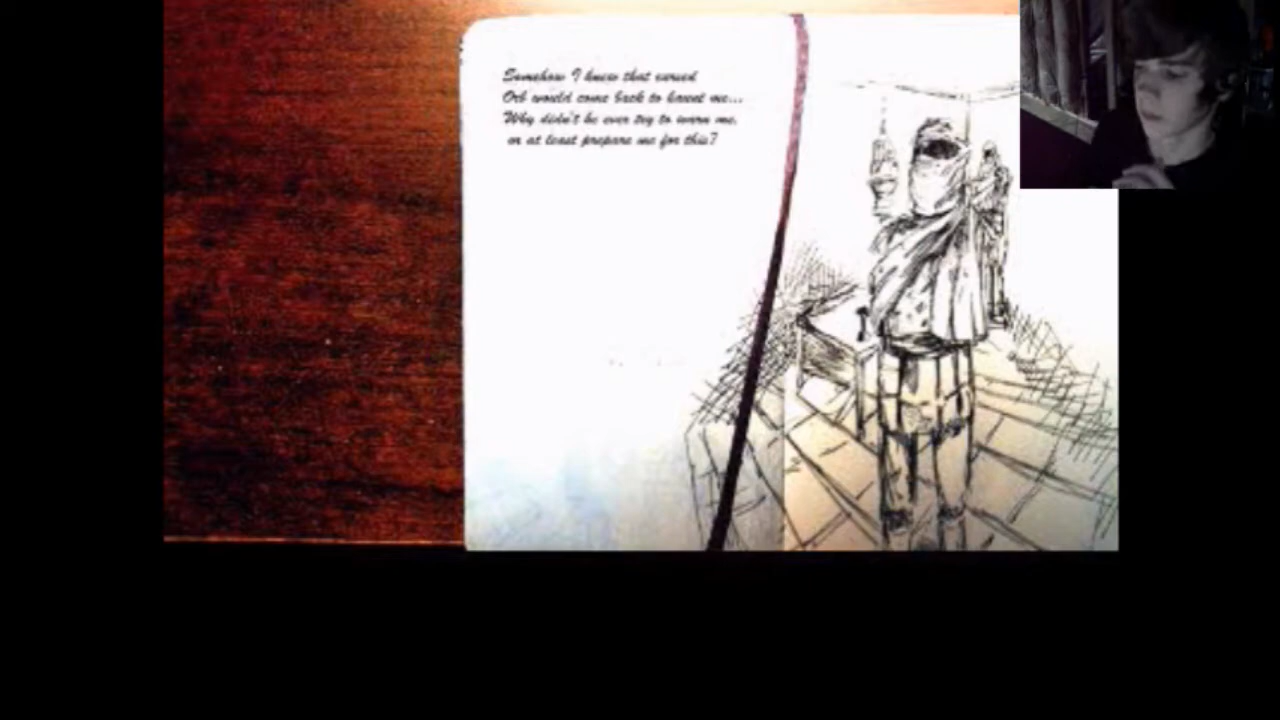 Somehow I knew that cursed
Orb would come back to haunt me...
Why didn't he ever try to warn me,
or at least prepare me for this?